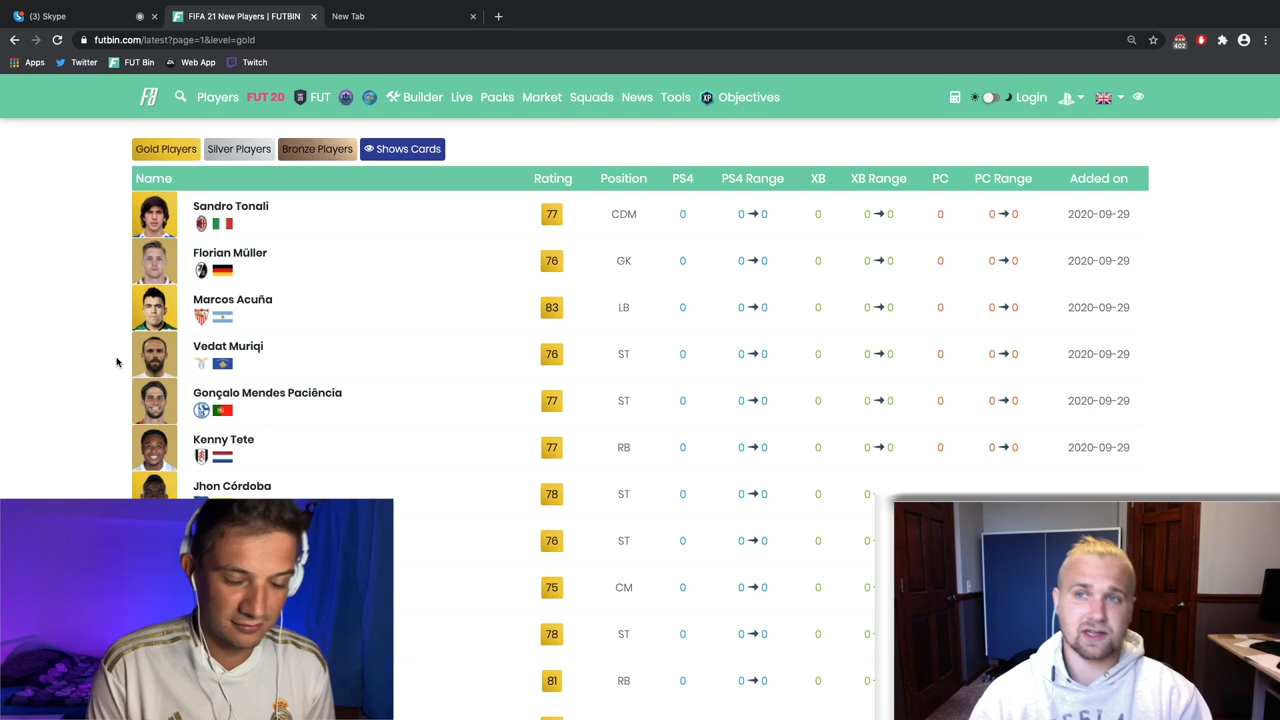 (3) Skype
FIFA 21 New Players | FUTBIN
New Tab
futbin.com/latest?page=1&level=gold
402
Apps Twitter FUT Bin Web App Twitch
Players FUT 20 FUT Builder Live Packs Market Squads News Tools XP Objectives Login
Gold Players Silver Players Bronze Players Shows Cards
Name Rating Position PS4 PS4 Range XB XB Range PC PC Range Added on
Sandro Tonali 77 CDM 0 0 ➔ 0 0 0 ➔ 0 0 0 ➔ 0 2020-09-29
Florian Müller 76 GK 0 0 ➔ 0 0 0 ➔ 0 0 0 ➔ 0 2020-09-29
Marcos Acuña 83 LB 0 0 ➔ 0 0 0 ➔ 0 0 0 ➔ 0 2020-09-29
Vedat Muriqi 76 ST 0 0 ➔ 0 0 0 ➔ 0 0 0 ➔ 0 2020-09-29
Gonçalo Mendes Paciência 77 ST 0 0 ➔ 0 0 0 ➔ 0 0 0 ➔ 0 2020-09-29
Kenny Tete 77 RB 0 0 ➔ 0 0 0 ➔ 0 0 0 ➔ 0 2020-09-29
Jhon Córdoba 78 ST 0 0 ➔ 0 0 0
76 ST 0 0 ➔ 0 0 0
75 CM 0 0 ➔ 0 0 0
78 ST 0 0 ➔ 0 0 0
81 RB 0 0 ➔ 0 0 0